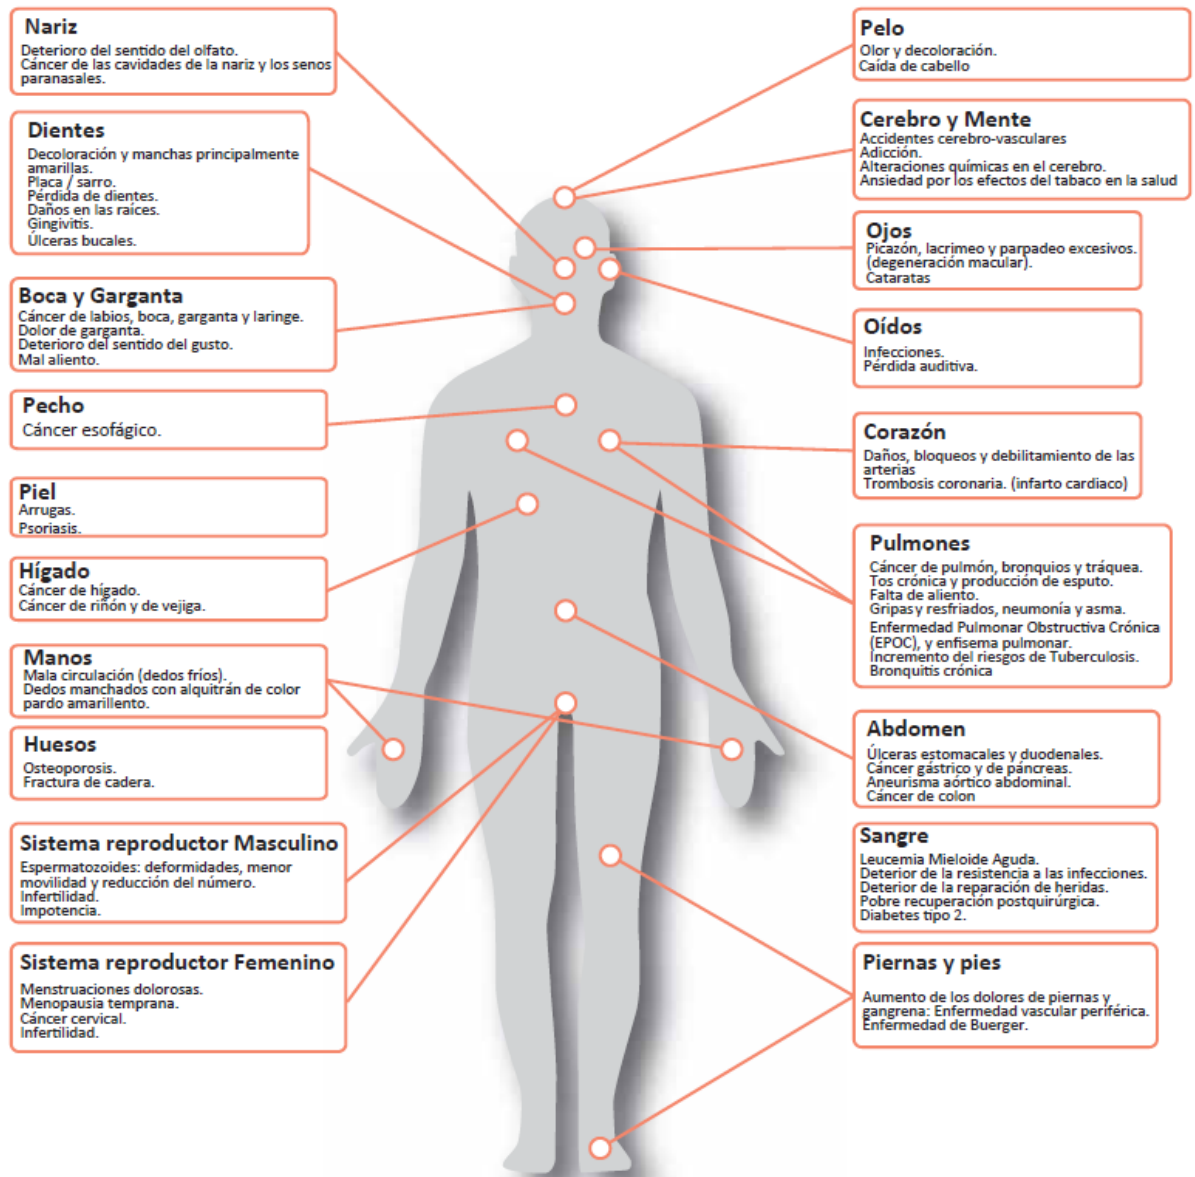 Nariz
Deterioro del sentido del olfato.
Cáncer de las cavidades de la nariz y los senos
paranasales.
Dientes
Decoloración y manchas principalmente
amarillas.
Placa / sarro.
Pérdida de dientes.
Daños en las raíces.
Gingivitis.
Úlceras bucales.
Boca y Garganta
Cáncer de labios, boca, garganta y laringe.
Dolor de garganta.
Deterioro del sentido del gusto.
Mal aliento.
Pecho
Cáncer esofágico.
Piel
Arrugas.
Psoriasis.
Hígado
Cáncer de hígado.
Cáncer de riñón y de vejiga.
Manos
Mala circulación (dedos fríos).
Dedos manchados con alquitrán de color
pardo amarillento.
Huesos
Osteoporosis.
Fractura de cadera.
Sistema reproductor Masculino
Espermatozoides: deformidades, menor
movilidad y reducción del número.
Infertilidad.
Impotencia.
Sistema reproductor Femenino
Menstruaciones dolorosas.
Menopausia temprana.
Cáncer cervical.
Infertilidad.
Pelo
Olor y decoloración.
Caída de cabello
Cerebro y Mente
Accidentes cerebro-vasculares
Adicción.
Alteraciones químicas en el cerebro.
Ansiedad por los efectos del tabaco en la salud
Ojos
Picazón, lacrimeo y parpadeo excesivos.
(degeneración macular).
Cataratas
Oídos
Infecciones.
Pérdida auditiva.
Corazón
Daños, bloqueos y debilitamiento de las
arterias
Trombosis coronaria. (infarto cardiaco)
Pulmones
Cáncer de pulmón, bronquios y tráquea.
Tos crónica y producción de esputo.
Falta de aliento.
Gripas y resfriados, neumonía y asma.
Enfermedad Pulmonar Obstructiva Crónica
(EPOC), y enfisema pulmonar.
Incremento del riesgos de Tuberculosis.
Bronquitis crónica
Abdomen
Úlceras estomacales y duodenales.
Cáncer gástrico y de páncreas.
Aneurisma aórtico abdominal.
Cáncer de colon
Sangre
Leucemia Mieloide Aguda.
Deterior de la resistencia a las infecciones.
Deterior de la reparación de heridas.
Pobre recuperación postquirúrgica.
Diabetes tipo 2.
Piernas y pies
Aumento de los dolores de piernas y
gangrena: Enfermedad vascular periférica.
Enfermedad de Buerger.